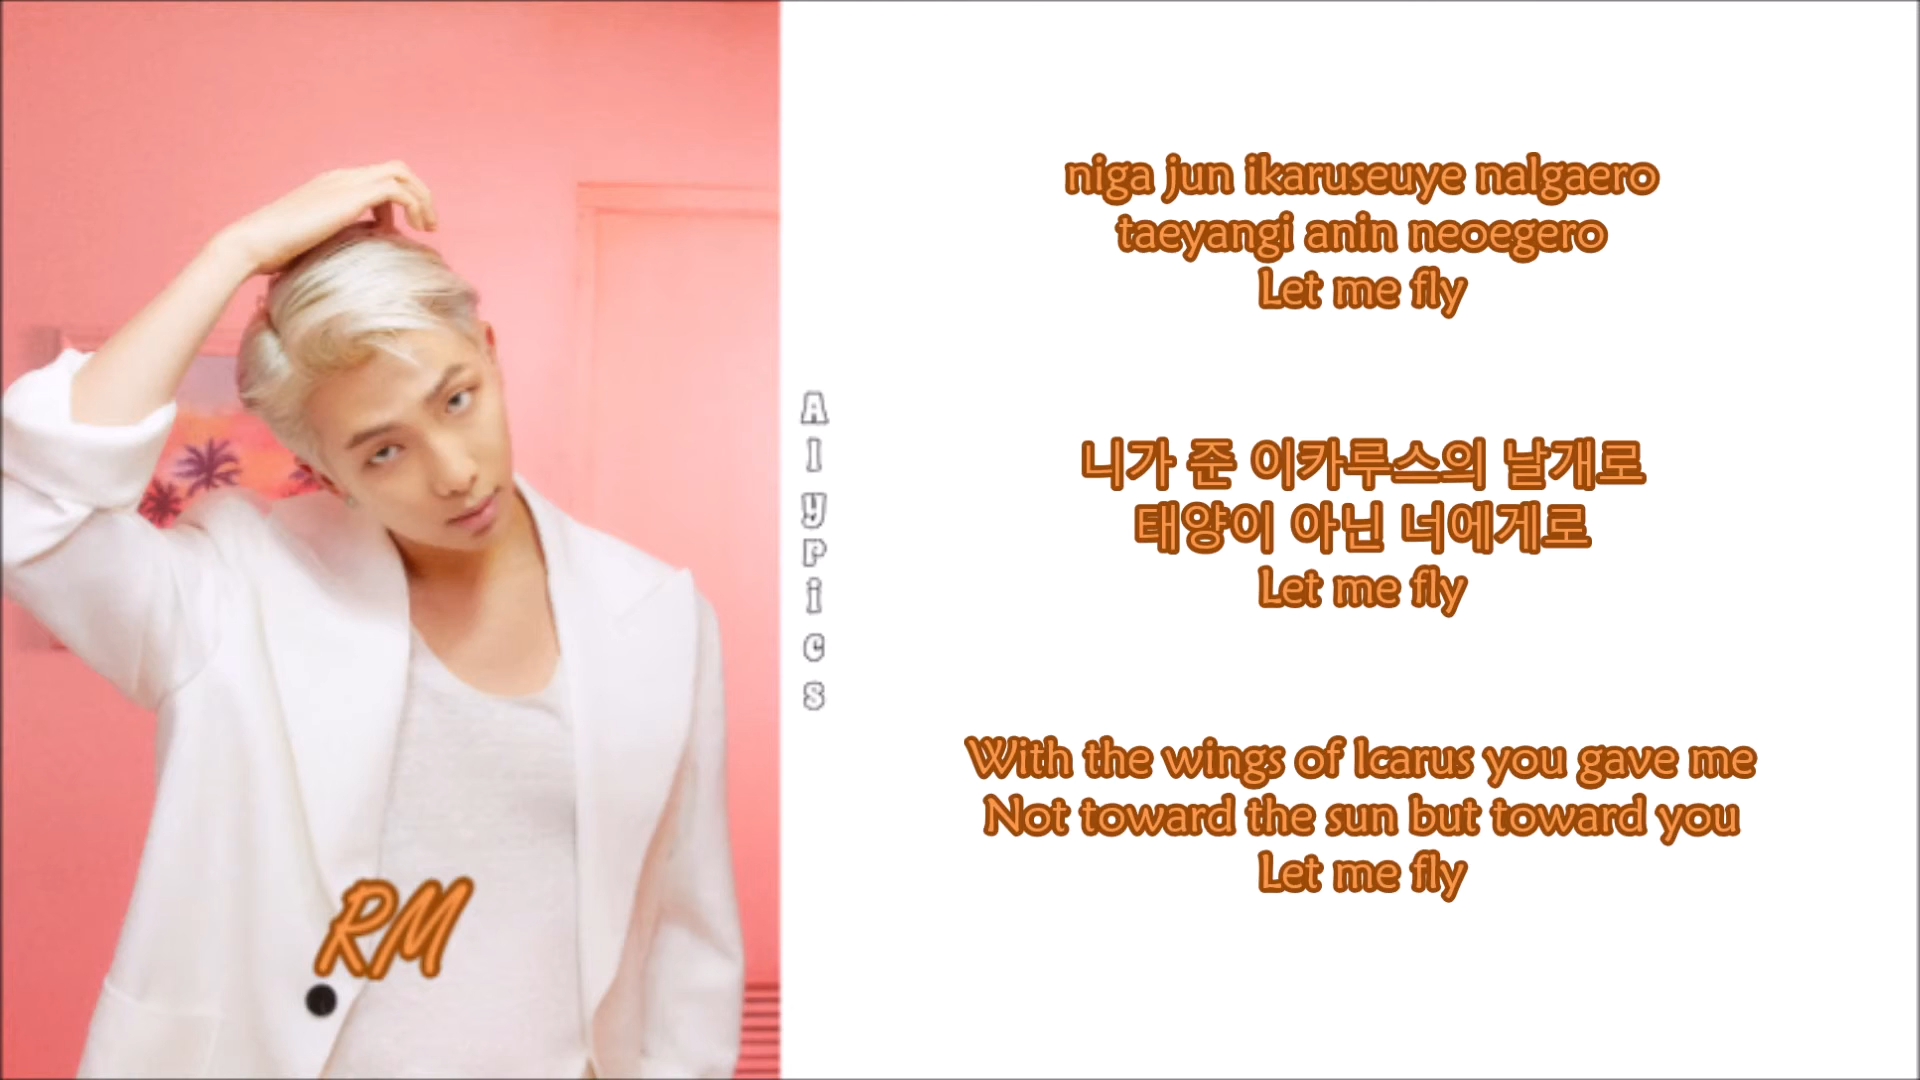 RM
A
l
y
P
i
c
s
niga jun ikaruseuye nalgaero
taeyangi anin neoegero
Let me fly
니가 준 이카루스의 날개로
태양이 아닌 너에게로
Let me fly
With the wings of Icarus you gave me
Not toward the sun but toward you
Let me fly